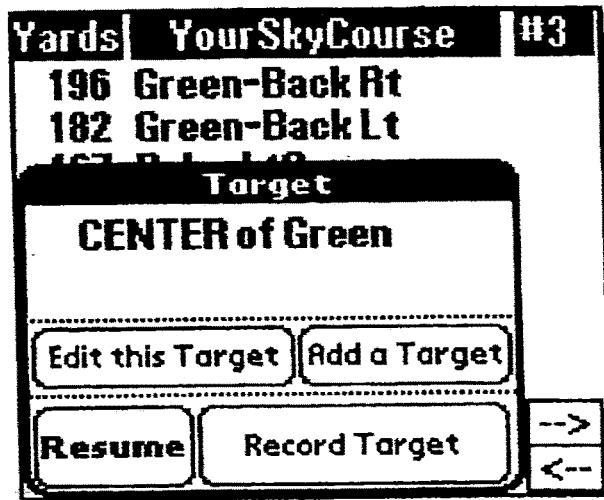 Yards YourSkyCourse #3
196 Green-Back Rt
182 Green-Back Lt
Target
CENTER of Green
Edit this Target Add a Target
Resume Record Target
-->
<--